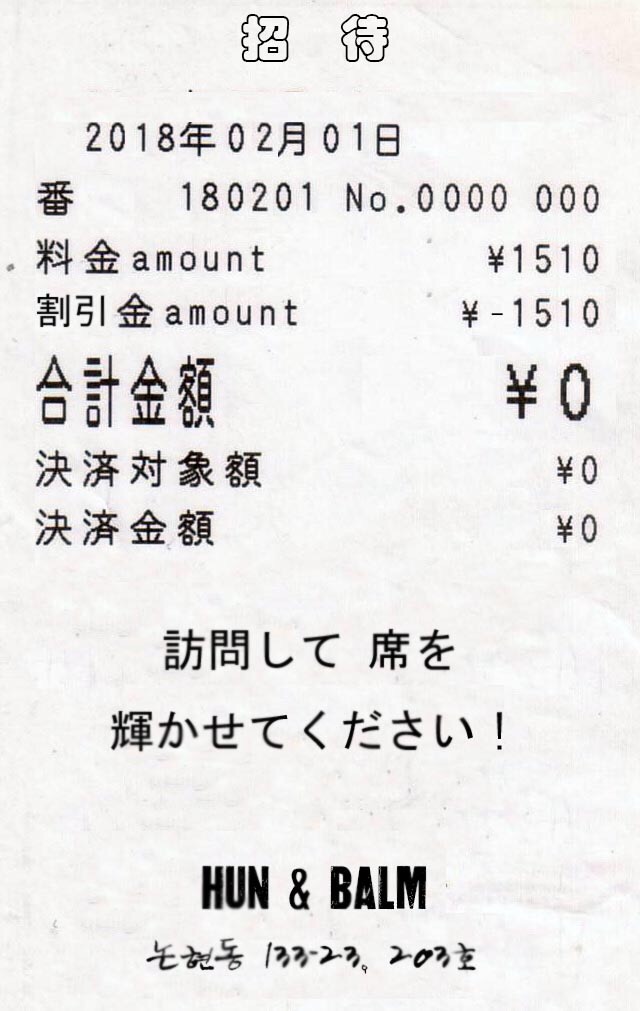 招 待
2018年02月01日
番 180201 No.0000 000
料金amount ¥1510
割引金amount ¥-1510
合計金額 ¥0
決済対象額 ¥0
決済金額 ¥0
訪問して 席を
輝かせてください！
HUN & BALM
논현동 133-23, 203호